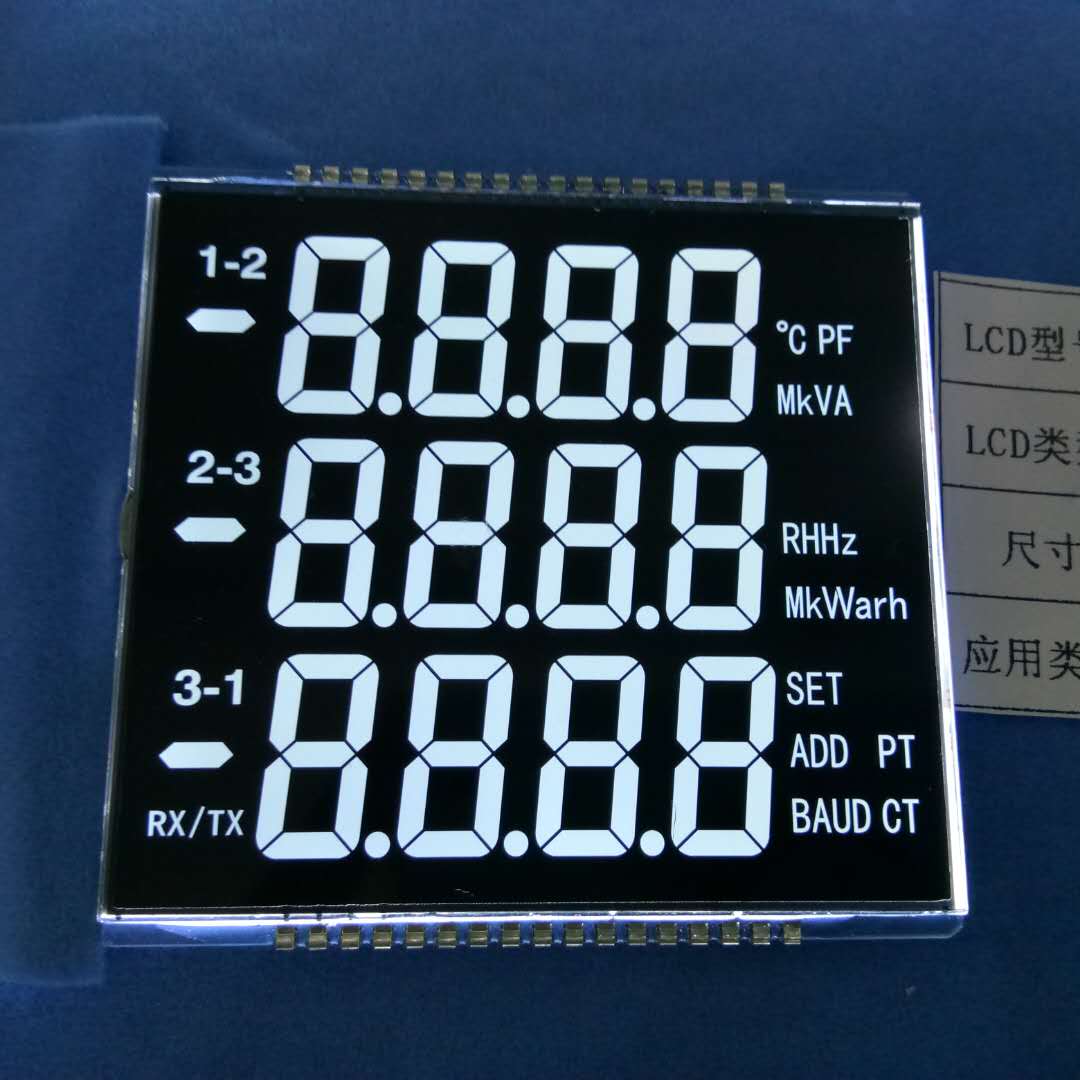 1-2
8.8.8.8
°C PF
MkVA
2-3
8.8.8.8
RHHz
MkWarh
3-1
8.8.8.8
SET
ADD PT
RX/TX
BAUD CT
LCD型
LCD类
尺寸
应用类